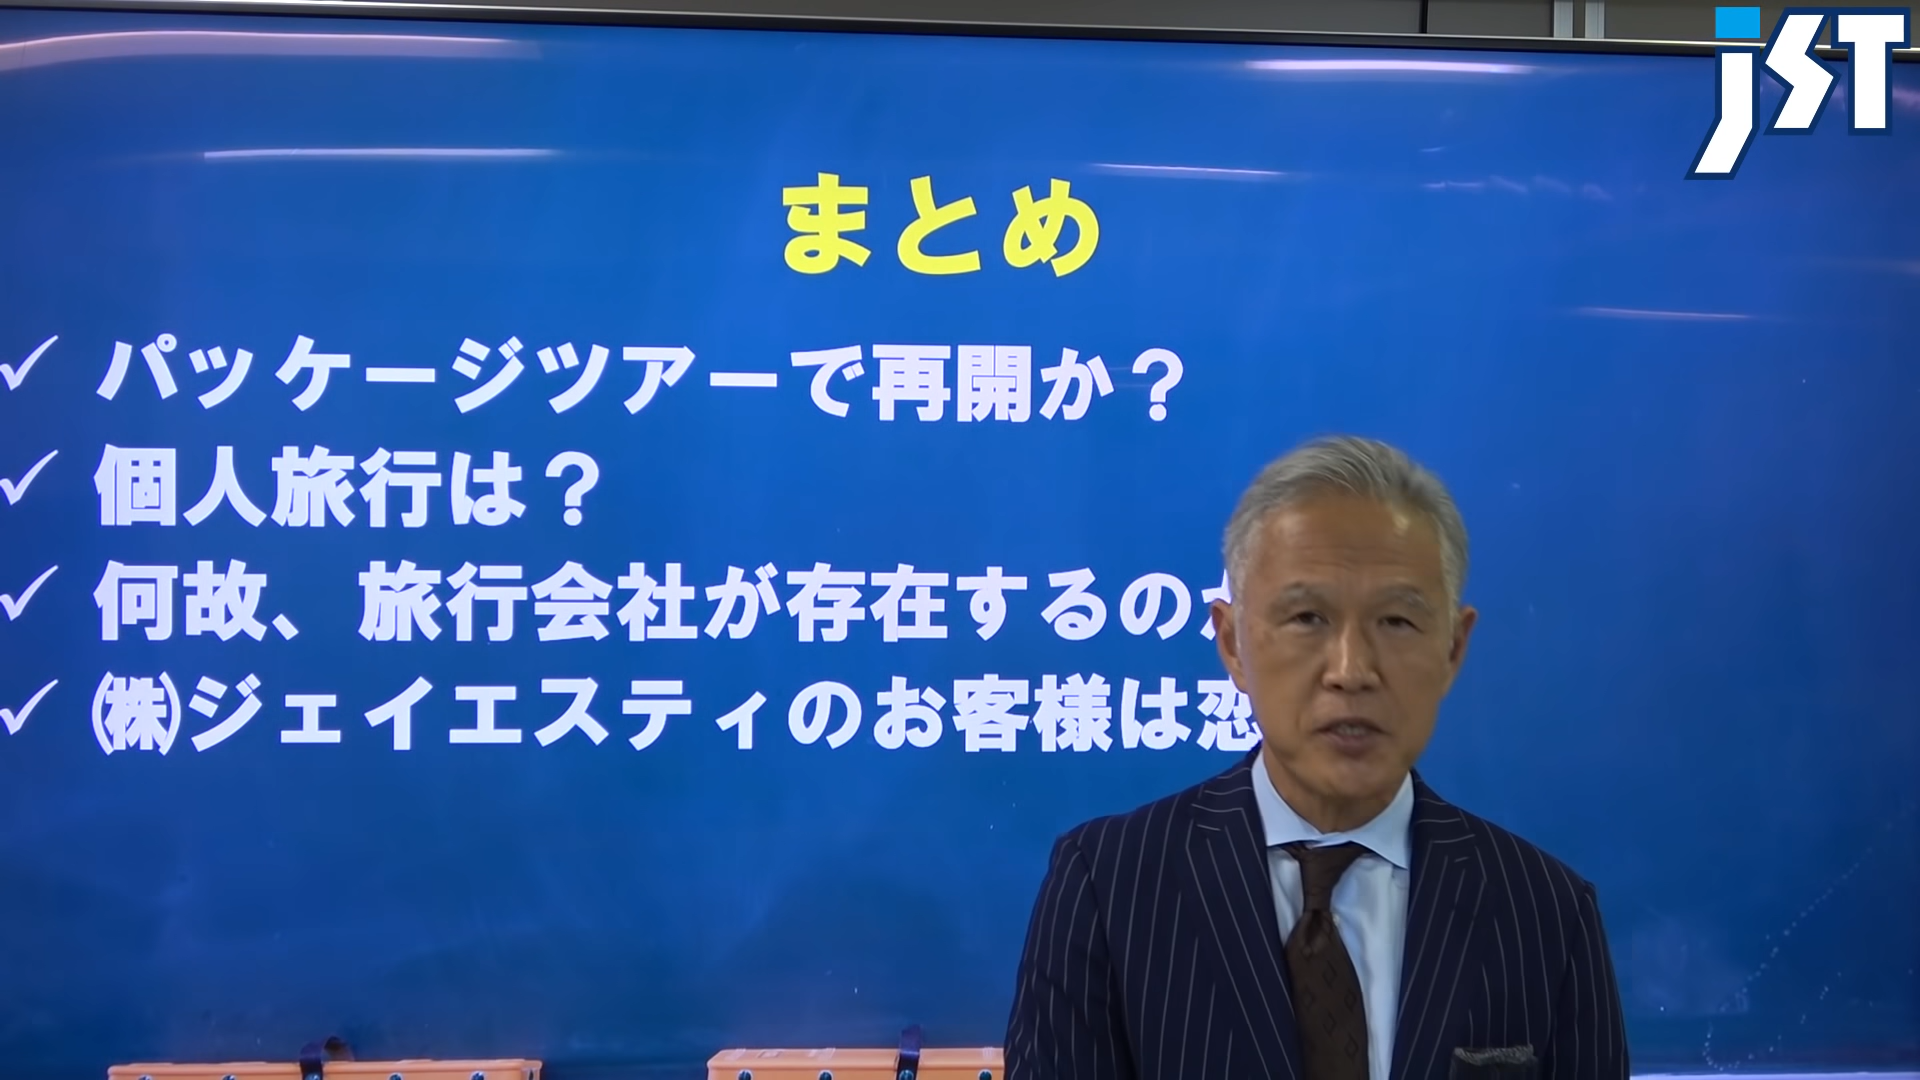 jST
まとめ
✓ パッケージツアーで再開か？
✓ 個人旅行は？
✓ 何故、旅行会社が存在するの
✓ ㈱ジェイエスティのお客様は忍